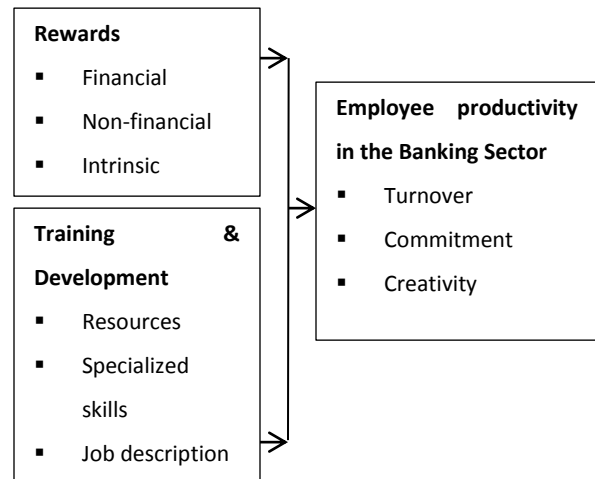 Rewards
▪ Financial
▪ Non-financial
▪ Intrinsic
Training &
Development
▪ Resources
▪ Specialized
skills
▪ Job description
Employee productivity
in the Banking Sector
▪ Turnover
▪ Commitment
▪ Creativity